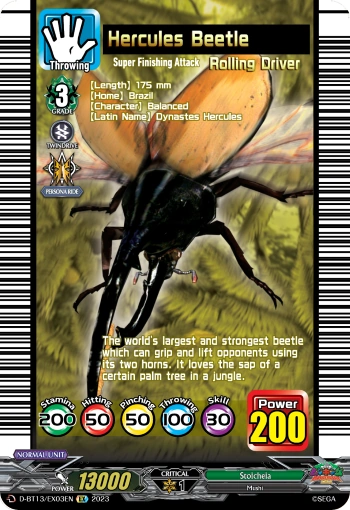 Hercules Beetle
Throwing
Super Finishing Attack Rolling Driver
3
GRADE
[Length] 175 mm
[Home] Brazil
[Character] Balanced
[Latin Name] Dynastes Hercules
TWINDRIVE
PERSONA RIDE
The world's largest and strongest beetle
which can grip and lift opponents using
its two horns. It loves the sap of a
certain palm tree in a jungle.
Stamina Hitting Pinching Throwing Skill
200 50 50 100 30
Power
200
NORMAL UNIT
POWER 13000
CRITICAL
1
Stoicheia
Mushi
D-BT13/EX03EN EX 2023
©SEGA